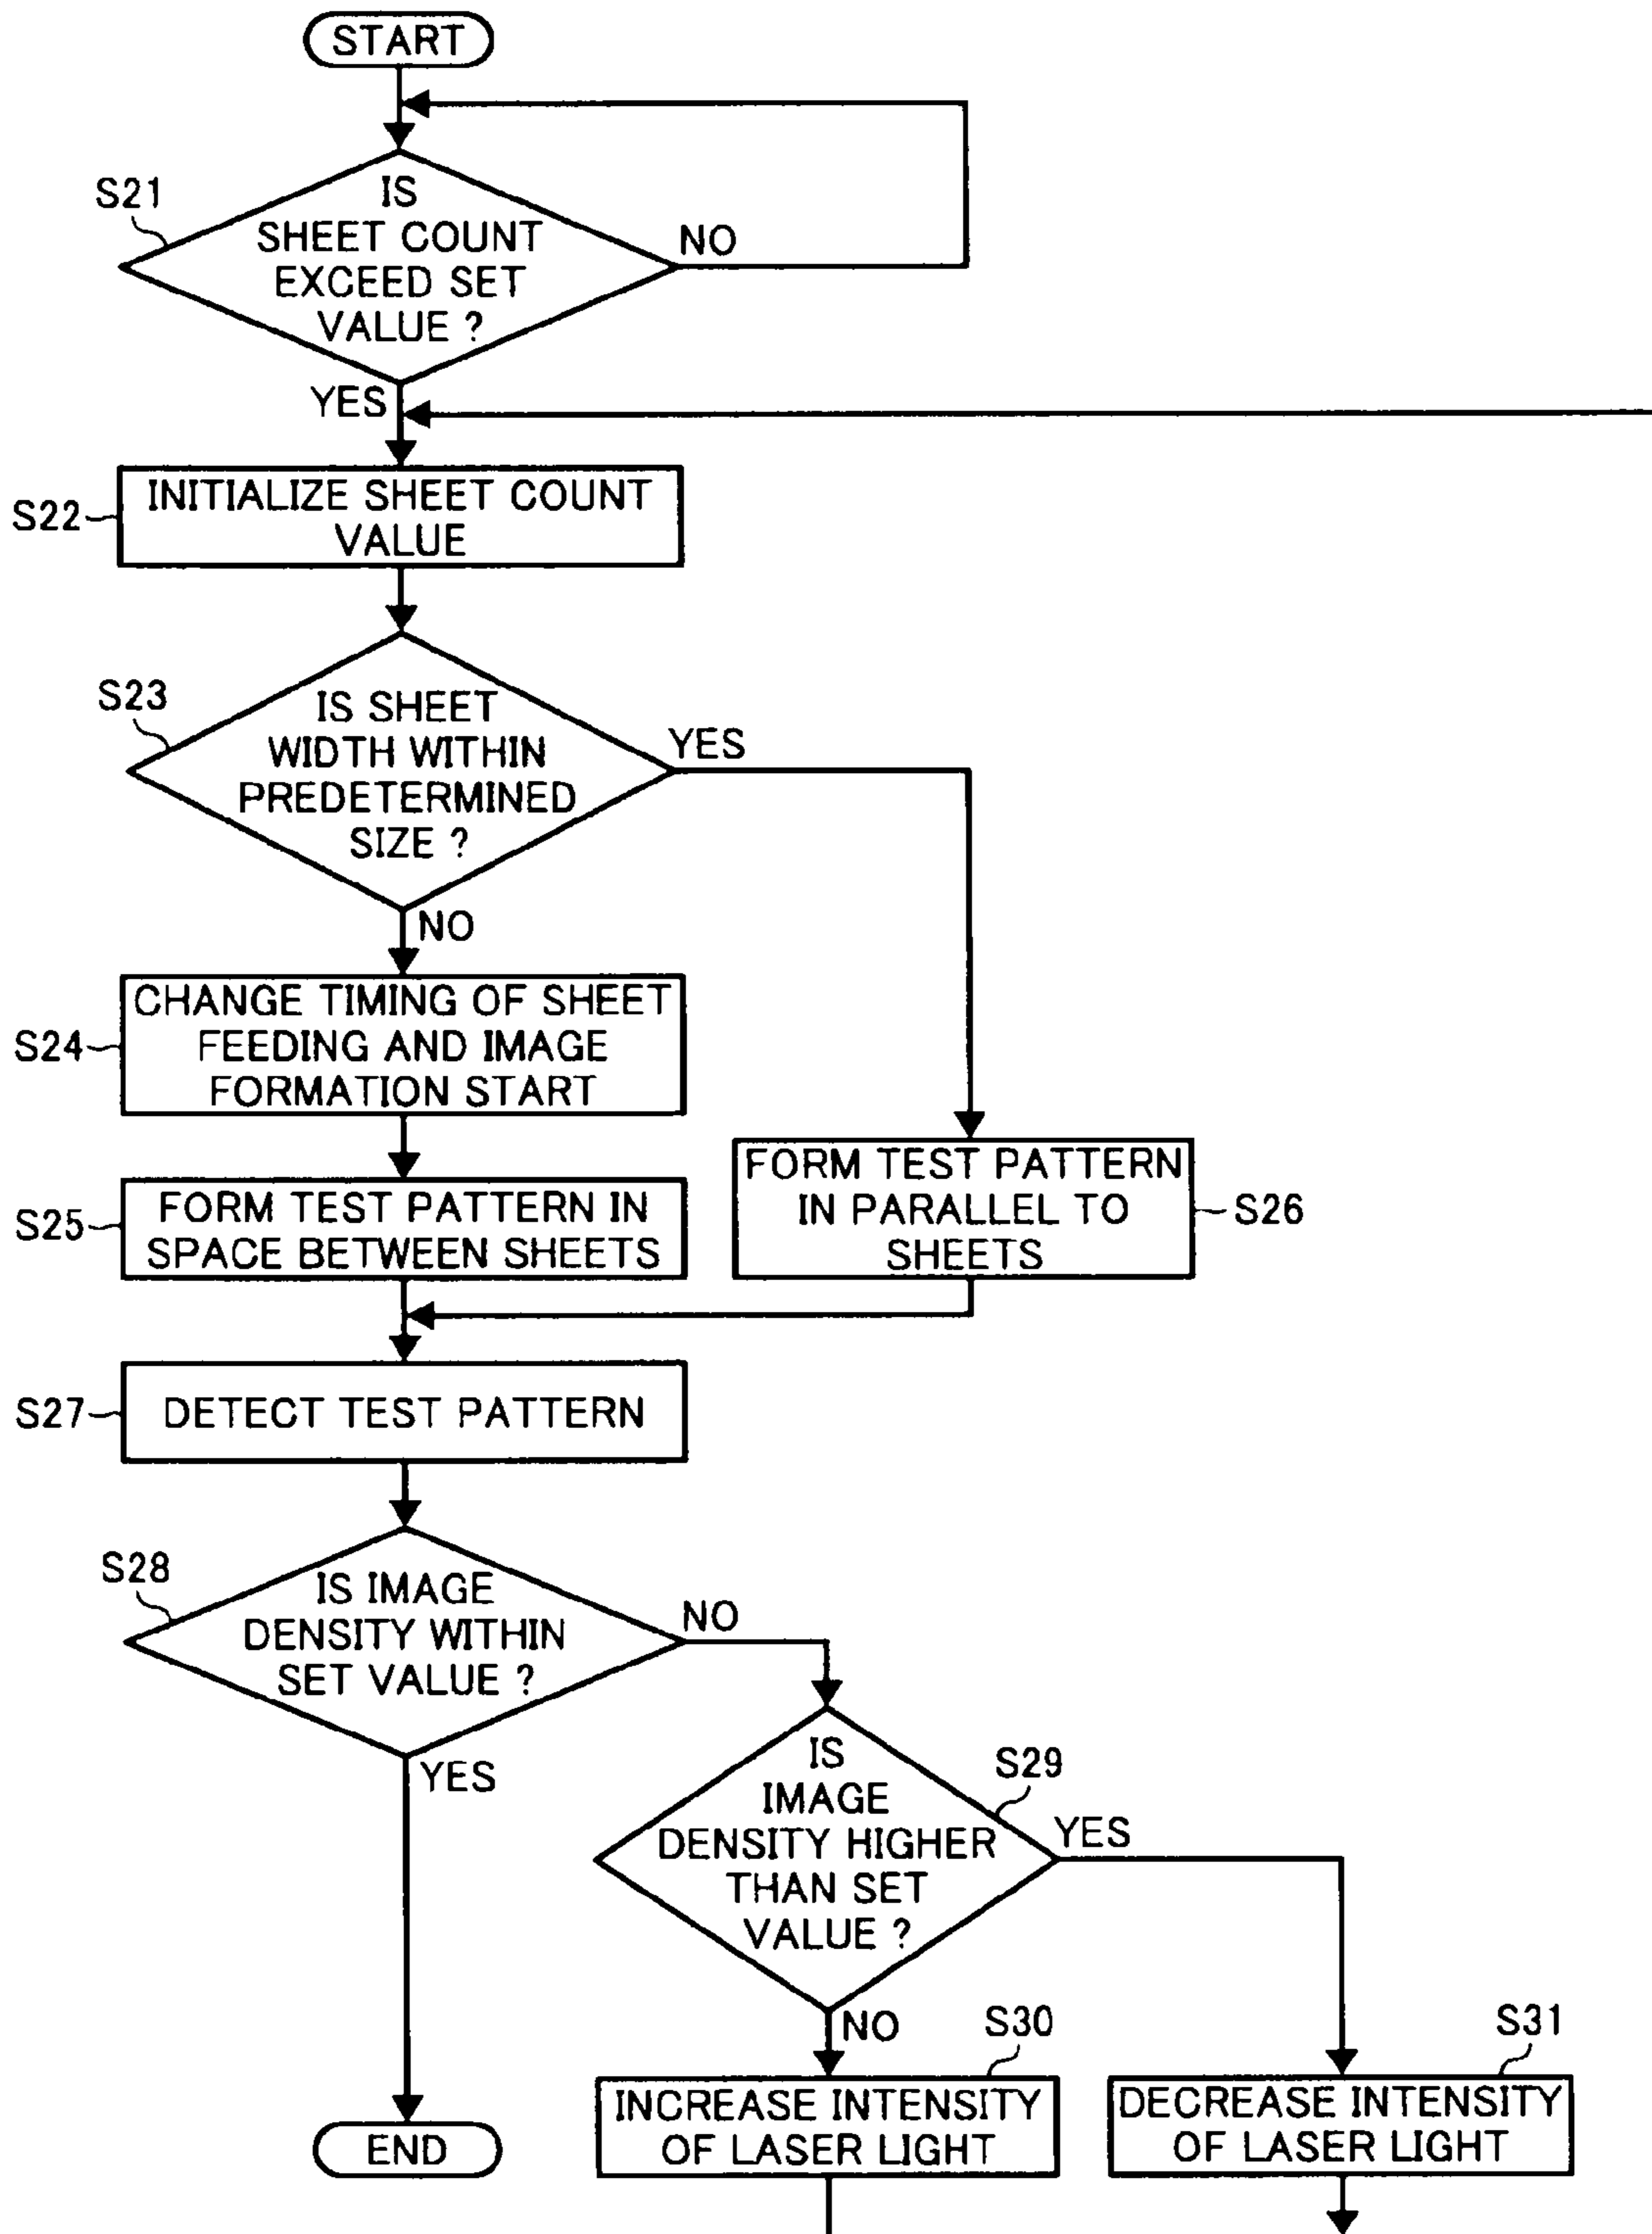 START
S21
IS
SHEET COUNT
EXCEED SET
VALUE ?
NO
YES
S22
INITIALIZE SHEET COUNT
VALUE
S23
IS SHEET
WIDTH WITHIN
PREDETERMINED
SIZE ?
YES
NO
S24
CHANGE TIMING OF SHEET
FEEDING AND IMAGE
FORMATION START
S25
FORM TEST PATTERN IN
SPACE BETWEEN SHEETS
FORM TEST PATTERN
IN PARALLEL TO
SHEETS
S26
S27
DETECT TEST PATTERN
S28
IS IMAGE
DENSITY WITHIN
SET VALUE ?
NO
YES
S29
IS
IMAGE
DENSITY HIGHER
THAN SET
VALUE ?
YES
NO
S30
INCREASE INTENSITY
OF LASER LIGHT
S31
DECREASE INTENSITY
OF LASER LIGHT
END